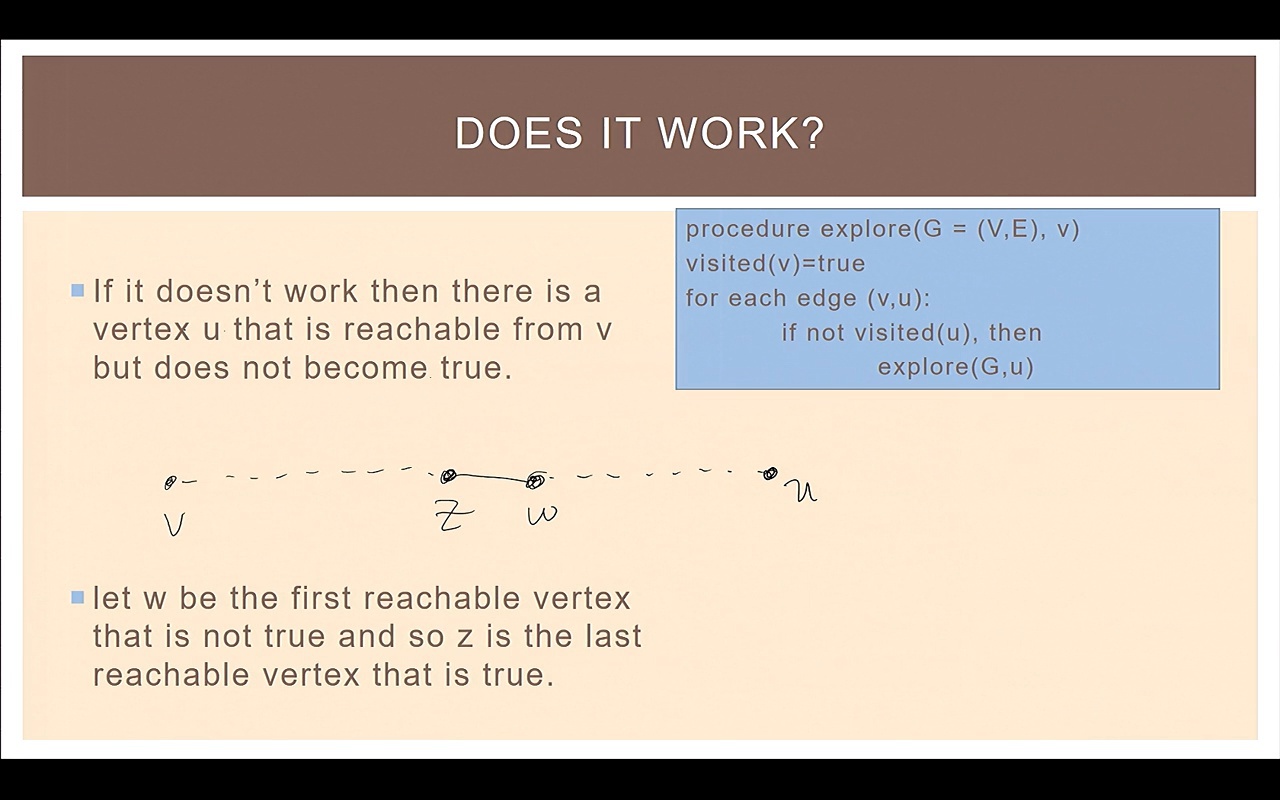 DOES IT WORK?
If it doesn't work then there is a
vertex u that is reachable from v
but does not become true.
procedure explore(G = (V,E), v)
visited(v)=true
for each edge (v,u):
if not visited(u), then
explore(G,u)
v z w u
let w be the first reachable vertex
that is not true and so z is the last
reachable vertex that is true.